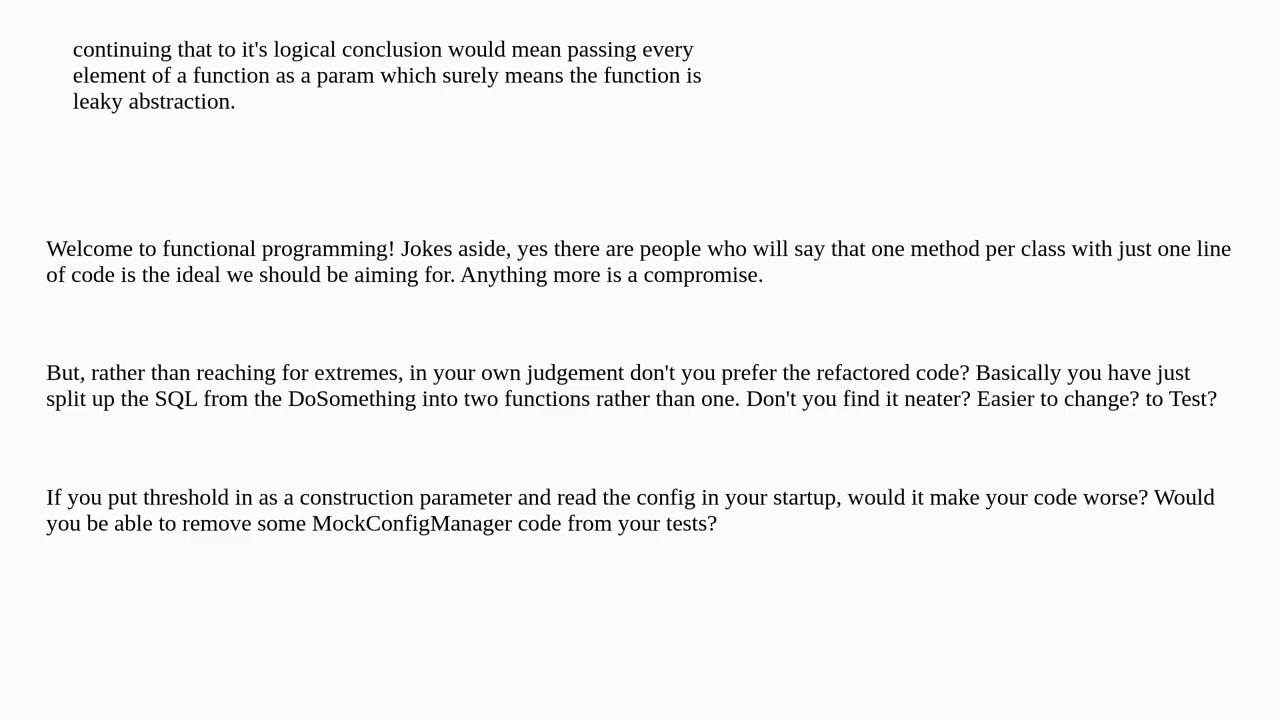 continuing that to it's logical conclusion would mean passing every
element of a function as a param which surely means the function is
leaky abstraction.
Welcome to functional programming! Jokes aside, yes there are people who will say that one method per class with just one line
of code is the ideal we should be aiming for. Anything more is a compromise.
But, rather than reaching for extremes, in your own judgement don't you prefer the refactored code? Basically you have just
split up the SQL from the DoSomething into two functions rather than one. Don't you find it neater? Easier to change? to Test?
If you put threshold in as a construction parameter and read the config in your startup, would it make your code worse? Would
you be able to remove some MockConfigManager code from your tests?